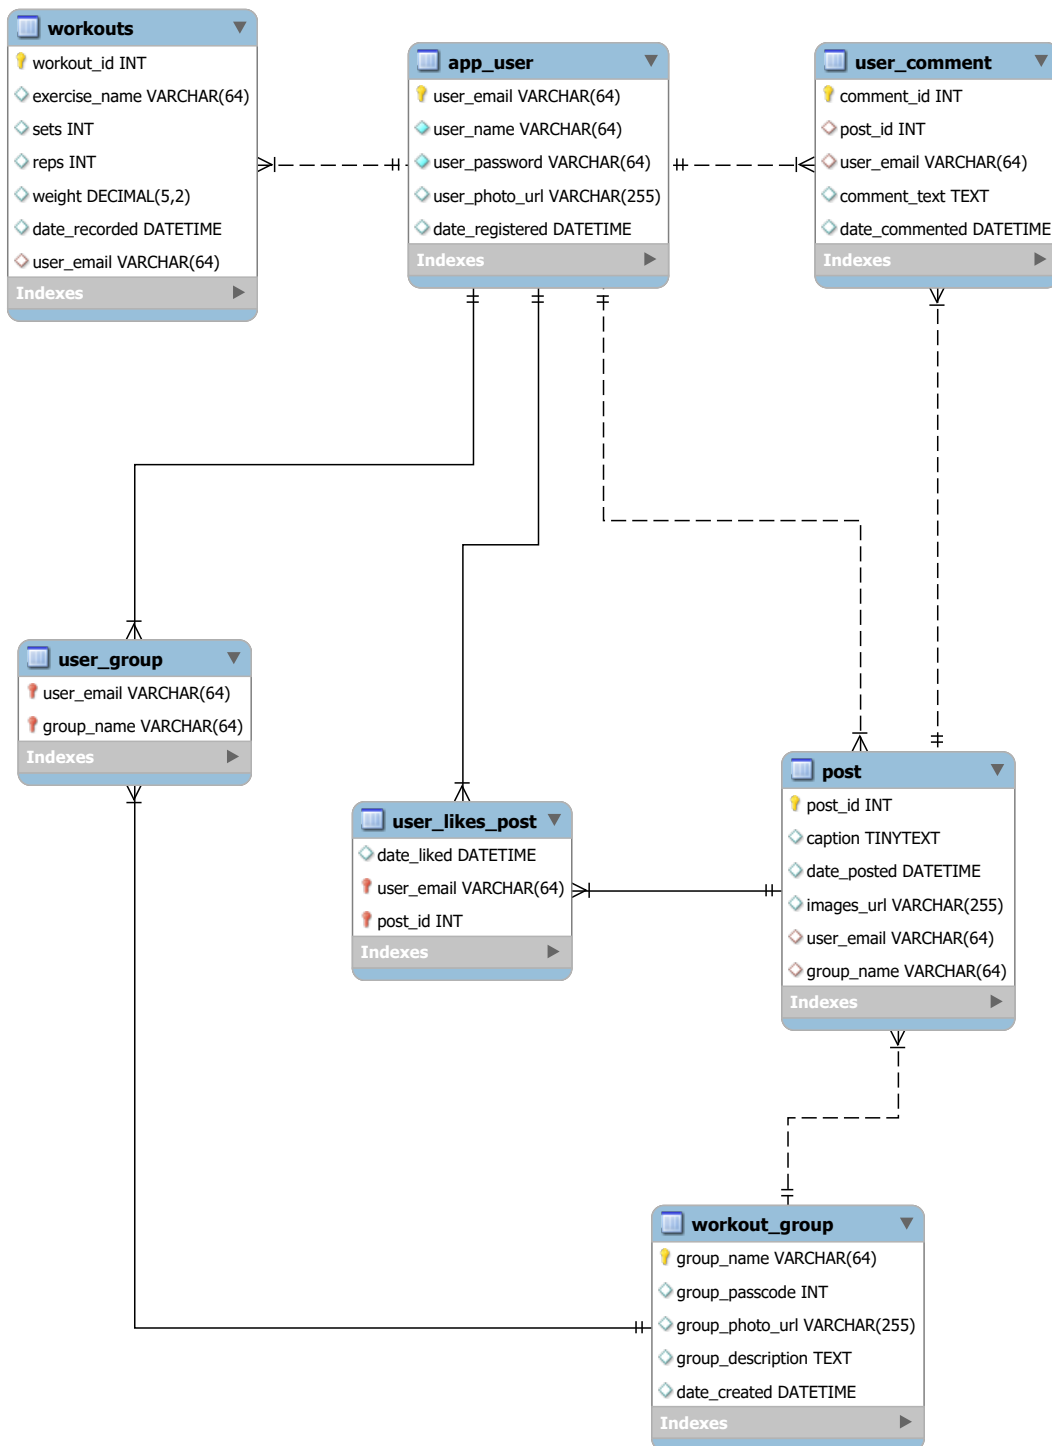 workouts
workout_id INT
exercise_name VARCHAR(64)
sets INT
reps INT
weight DECIMAL(5,2)
date_recorded DATETIME
user_email VARCHAR(64)
Indexes
app_user
user_email VARCHAR(64)
user_name VARCHAR(64)
user_password VARCHAR(64)
user_photo_url VARCHAR(255)
date_registered DATETIME
Indexes
user_comment
comment_id INT
post_id INT
user_email VARCHAR(64)
comment_text TEXT
date_commented DATETIME
Indexes
user_group
user_email VARCHAR(64)
group_name VARCHAR(64)
Indexes
user_likes_post
date_liked DATETIME
user_email VARCHAR(64)
post_id INT
Indexes
post
post_id INT
caption TINYTEXT
date_posted DATETIME
images_url VARCHAR(255)
user_email VARCHAR(64)
group_name VARCHAR(64)
Indexes
workout_group
group_name VARCHAR(64)
group_passcode INT
group_photo_url VARCHAR(255)
group_description TEXT
date_created DATETIME
Indexes